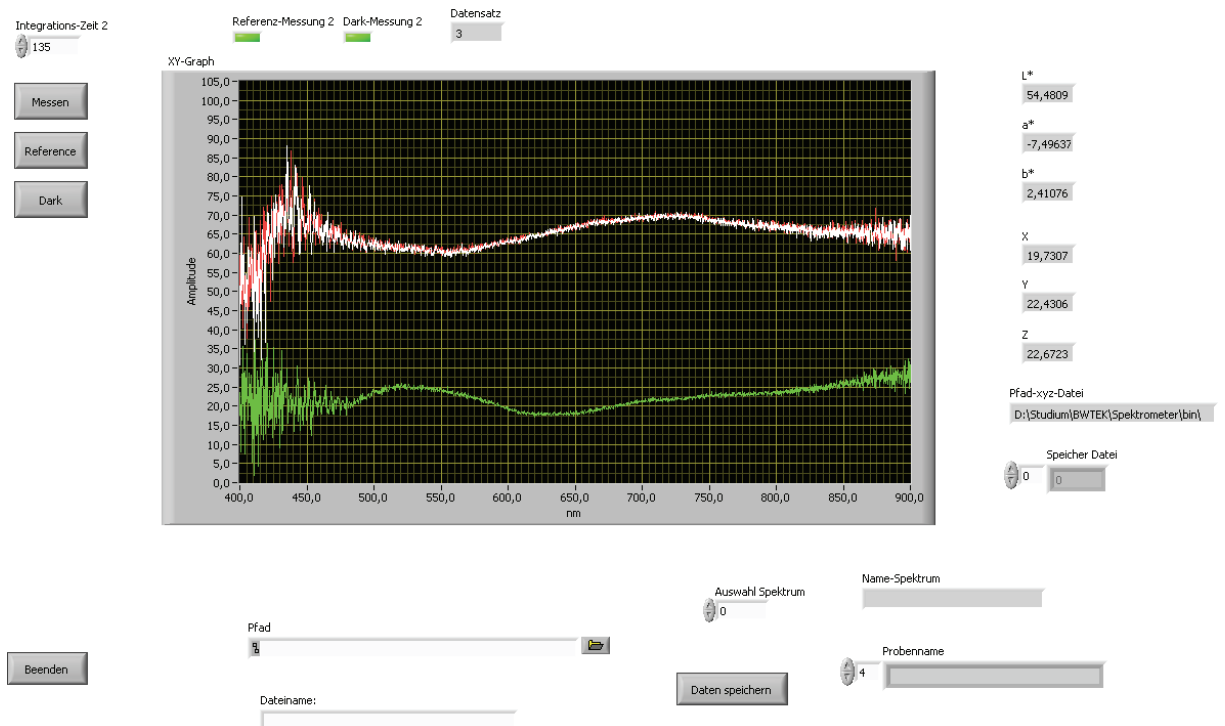 Integrations-Zeit 2
135
Referenz-Messung 2
Dark-Messung 2
Datensatz
3
Messen
Reference
Dark
XY-Graph
105,0
100,0
95,0
90,0
85,0
80,0
75,0
70,0
65,0
60,0
55,0
50,0
45,0
40,0
35,0
30,0
25,0
20,0
15,0
10,0
5,0
0,0
Amplitude
400,0 450,0 500,0 550,0 600,0 650,0 700,0 750,0 800,0 850,0 900,0
nm
L*
54,4809
a*
-7,49637
b*
2,41076
X
19,7307
Y
22,4306
Z
22,6723
Pfad-xyz-Datei
D:\Studium\BWTEK\Spektrometer\bin\
Speicher Datei
0
0
Auswahl Spektrum
0
Name-Spektrum
Pfad
Probenname
4
Beenden
Daten speichern
Dateiname: